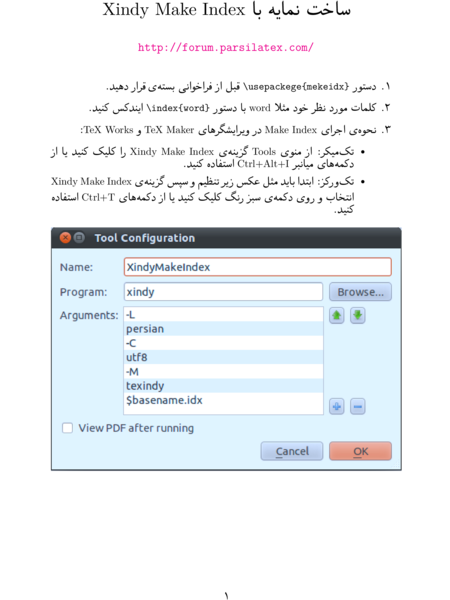 ساخت نمایه با Xindy Make Index
http://forum.parsilatex.com/
۱. دستور \usepackege{mekeidx} قبل از فراخوانی بسته‌ی قرار دهید.
۲. کلمات مورد نظر خود مثلا word با دستور \index{word} ایندکس کنید.
۳. نحوه‌ی اجرای Make Index در ویرایشگرهای TeX Maker و TeX Works:
• تک‌میکر: از منوی Tools گزینه‌ی Xindy Make Index را کلیک کنید یا از
دکمه‌های میانبر Ctrl+Alt+I استفاده کنید.
• تک‌ورکز: ابتدا باید مثل عکس زیر تنظیم و سپس گزینه‌ی Xindy Make Index
انتخاب و روی دکمه‌ی سبز رنگ کلیک کنید یا از دکمه‌های Ctrl+T استفاده
کنید.
Tool Configuration
Name: XindyMakeIndex
Program: xindy Browse...
Arguments: -L
persian
-C
utf8
-M
texindy
$basename.idx
View PDF after running
Cancel OK
۱